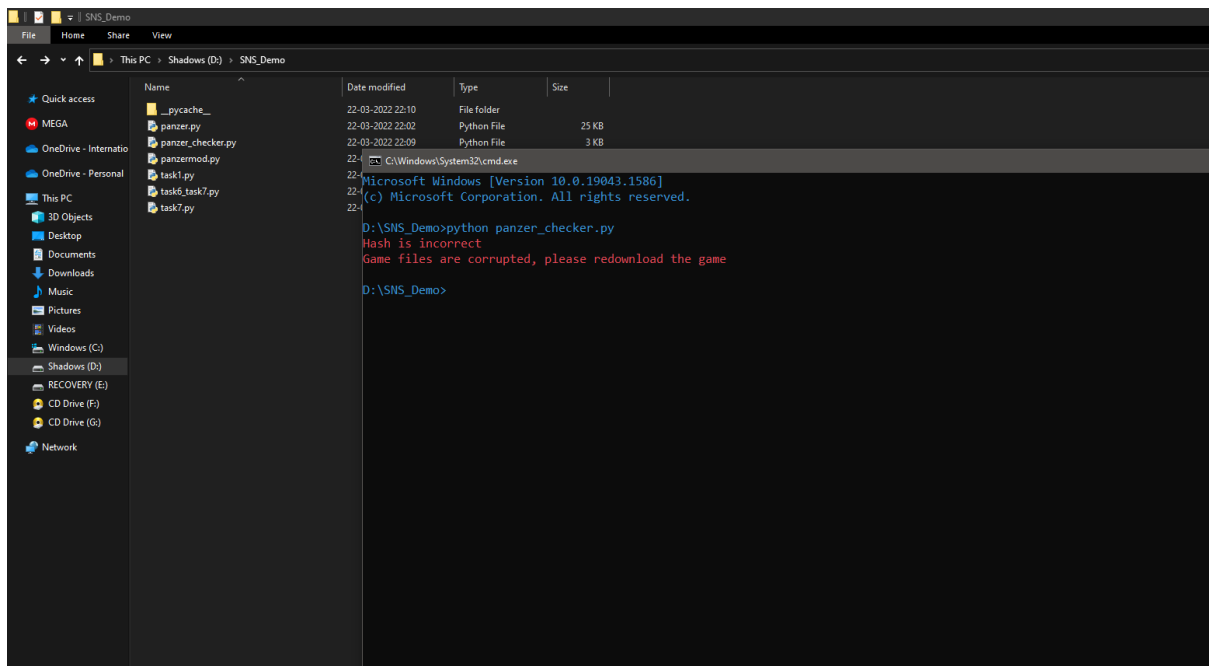 SNS_Demo
File Home Share View
This PC > Shadows (D:) > SNS_Demo
Name Date modified Type Size
Quick access
MEGA
OneDrive - Internatio
OneDrive - Personal
This PC
3D Objects
Desktop
Documents
Downloads
Music
Pictures
Videos
Windows (C:)
Shadows (D:)
RECOVERY (E:)
CD Drive (F:)
CD Drive (G:)
Network
__pycache__ 22-03-2022 22:10 File folder
panzer.py 22-03-2022 22:02 Python File 25 KB
panzer_checker.py 22-03-2022 22:09 Python File 3 KB
panzermod.py 22-
task1.py 22-
task6_task7.py 22-
task7.py 22-
C:\Windows\System32\cmd.exe
Microsoft Windows [Version 10.0.19043.1586]
(c) Microsoft Corporation. All rights reserved.
D:\SNS_Demo>python panzer_checker.py
Hash is incorrect
Game files are corrupted, please redownload the game
D:\SNS_Demo>